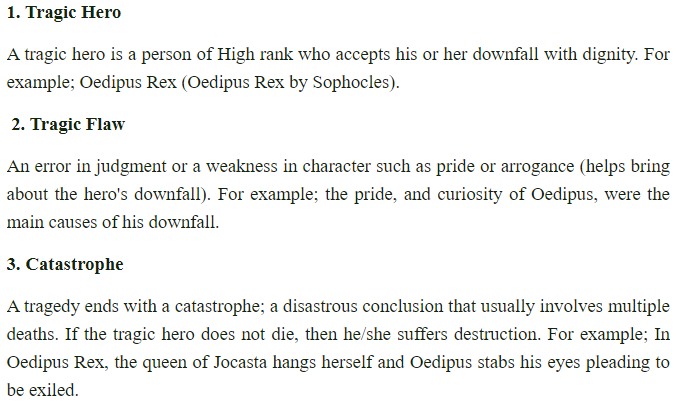 1. Tragic Hero
A tragic hero is a person of High rank who accepts his or her downfall with dignity. For
example; Oedipus Rex (Oedipus Rex by Sophocles).
2. Tragic Flaw
An error in judgment or a weakness in character such as pride or arrogance (helps bring
about the hero's downfall). For example; the pride, and curiosity of Oedipus, were the
main causes of his downfall.
3. Catastrophe
A tragedy ends with a catastrophe; a disastrous conclusion that usually involves multiple
deaths. If the tragic hero does not die, then he/she suffers destruction. For example; In
Oedipus Rex, the queen of Jocasta hangs herself and Oedipus stabs his eyes pleading to
be exiled.